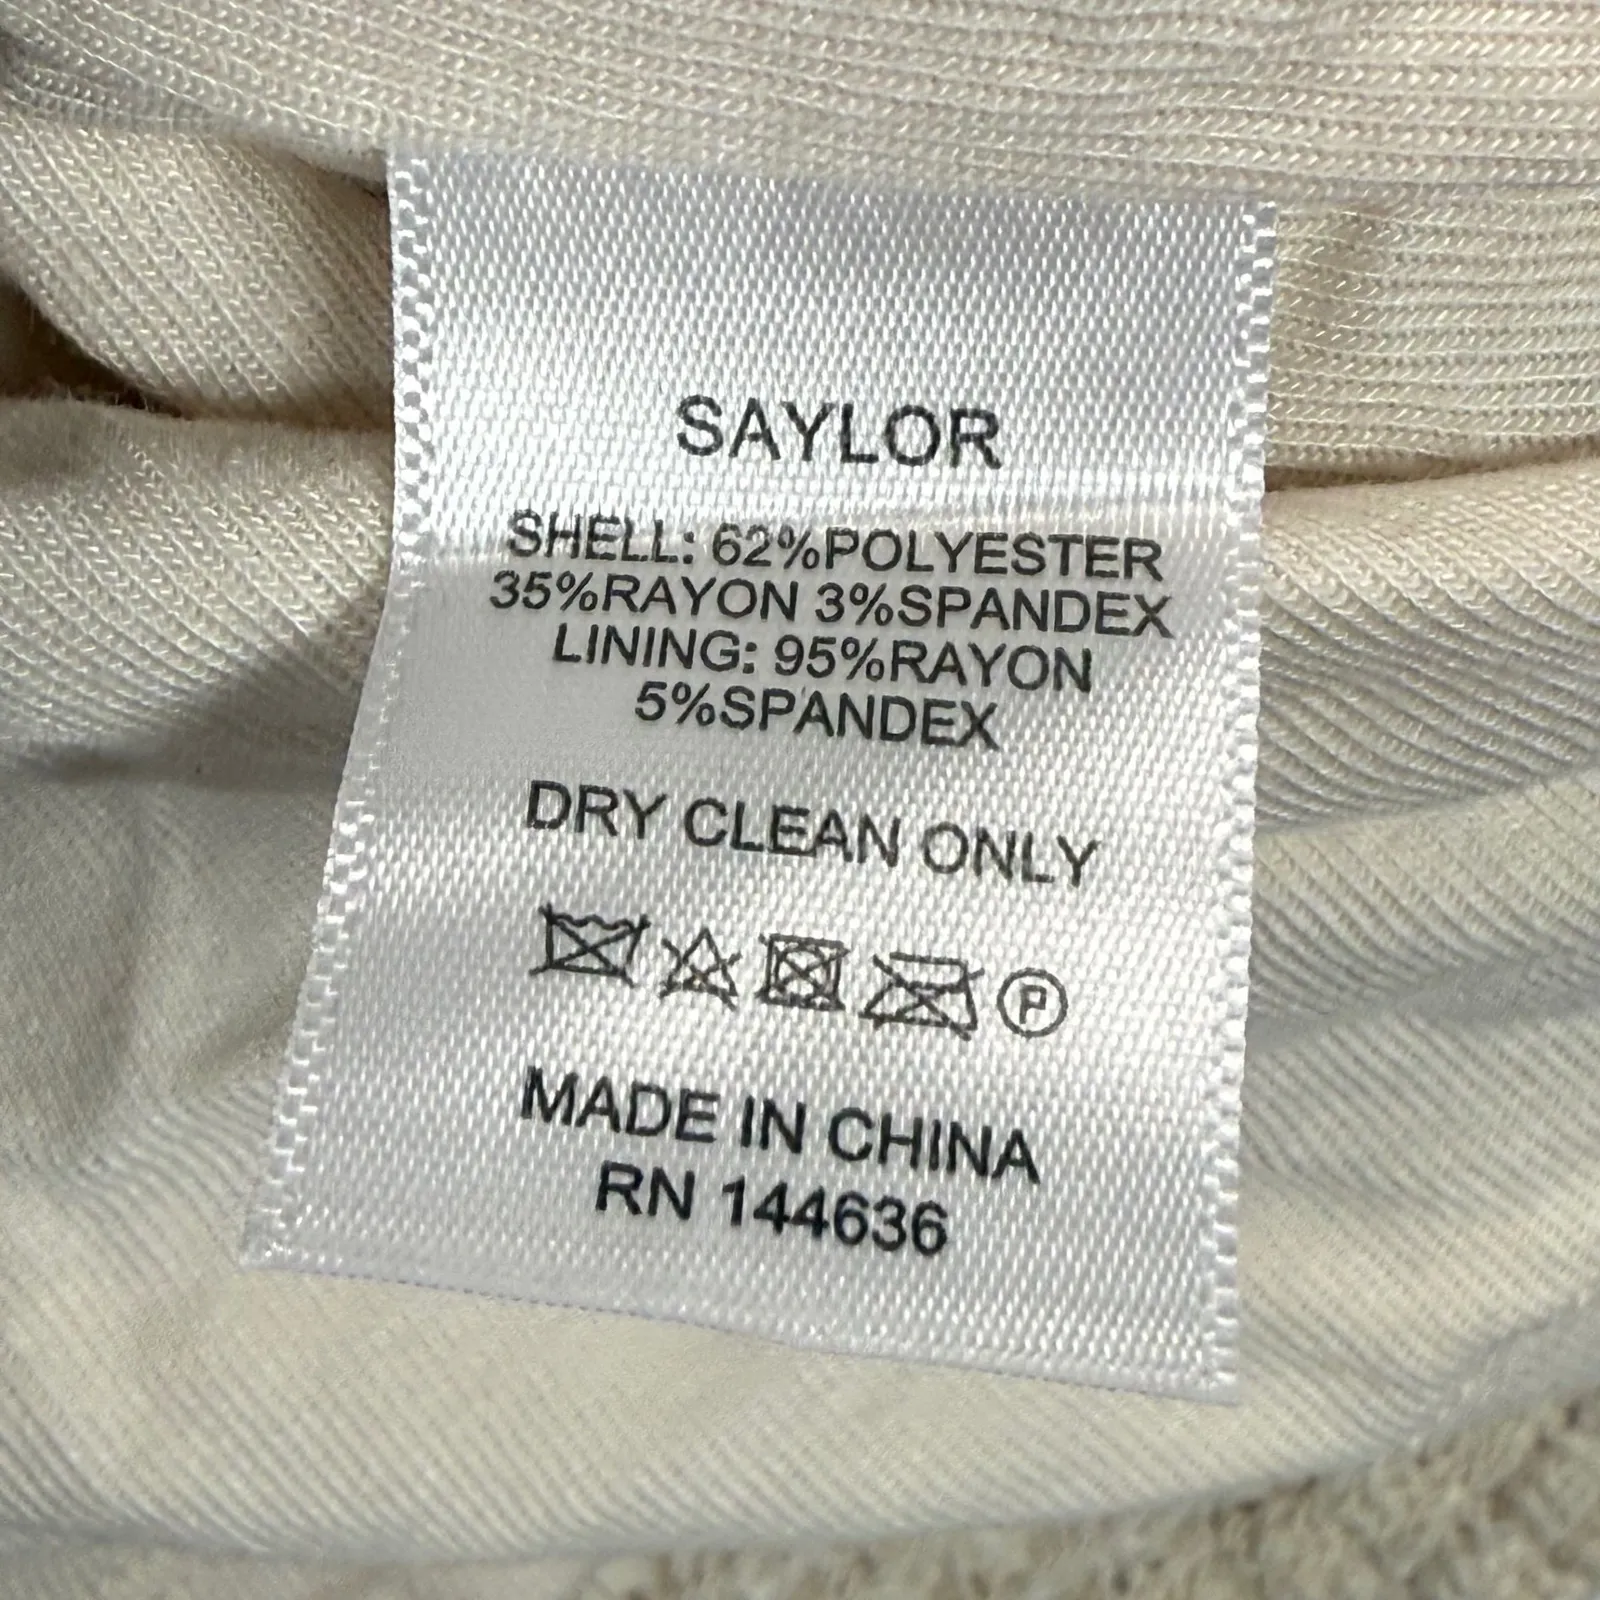 SAYLOR
SHELL: 62%POLYESTER
35%RAYON 3%SPANDEX
LINING: 95%RAYON
5%SPANDEX
DRY CLEAN ONLY
P
MADE IN CHINA
RN 144636